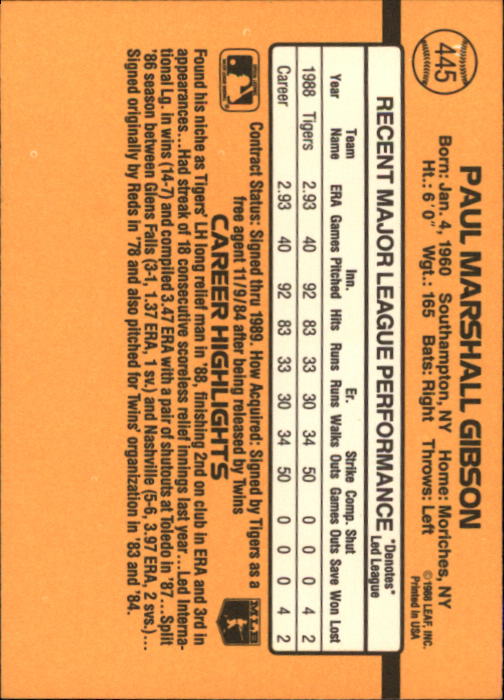 445
PAUL MARSHALL GIBSON
Born: Jan. 4, 1960 Southampton, NY Home: Moriches, NY
Ht.: 6'0" Wgt.: 165 Bats: Right Throws: Left
© 1988 LEAF, INC.
Printed in USA
RECENT MAJOR LEAGUE PERFORMANCE *Denotes* Led League
Team Inn. Er. Strike Comp. Shut
Year Name ERA Games Pitched Hits Runs Runs Walks Outs Games Outs Save Won Lost
1988 Tigers 2.93 40 92 83 33 30 34 50 0 0 0 4 2
Career 2.93 40 92 83 33 30 34 50 0 0 0 4 2
Contract Status: Signed thru 1989. How Acquired: Signed by Tigers as a
free agent 11/9/84 after being released by Twins
MLB
CAREER HIGHLIGHTS
Found his niche as Tigers' LH long relief man in '88, finishing 2nd on club in ERA and 3rd in
appearances...Had streak of 18 consecutive scoreless relief innings last year...Led Interna-
tional Lg. in wins (14-7) and compiled 3.47 ERA with a pair of shutouts at Toledo in '87...Split
'86 season between Glens Falls (3-1, 1.37 ERA, 1 sv.) and Nashville (5-6, 3.97 ERA, 2 svs.)...
Signed originally by Reds in '78 and also pitched for Twins' organization in '83 and '84.